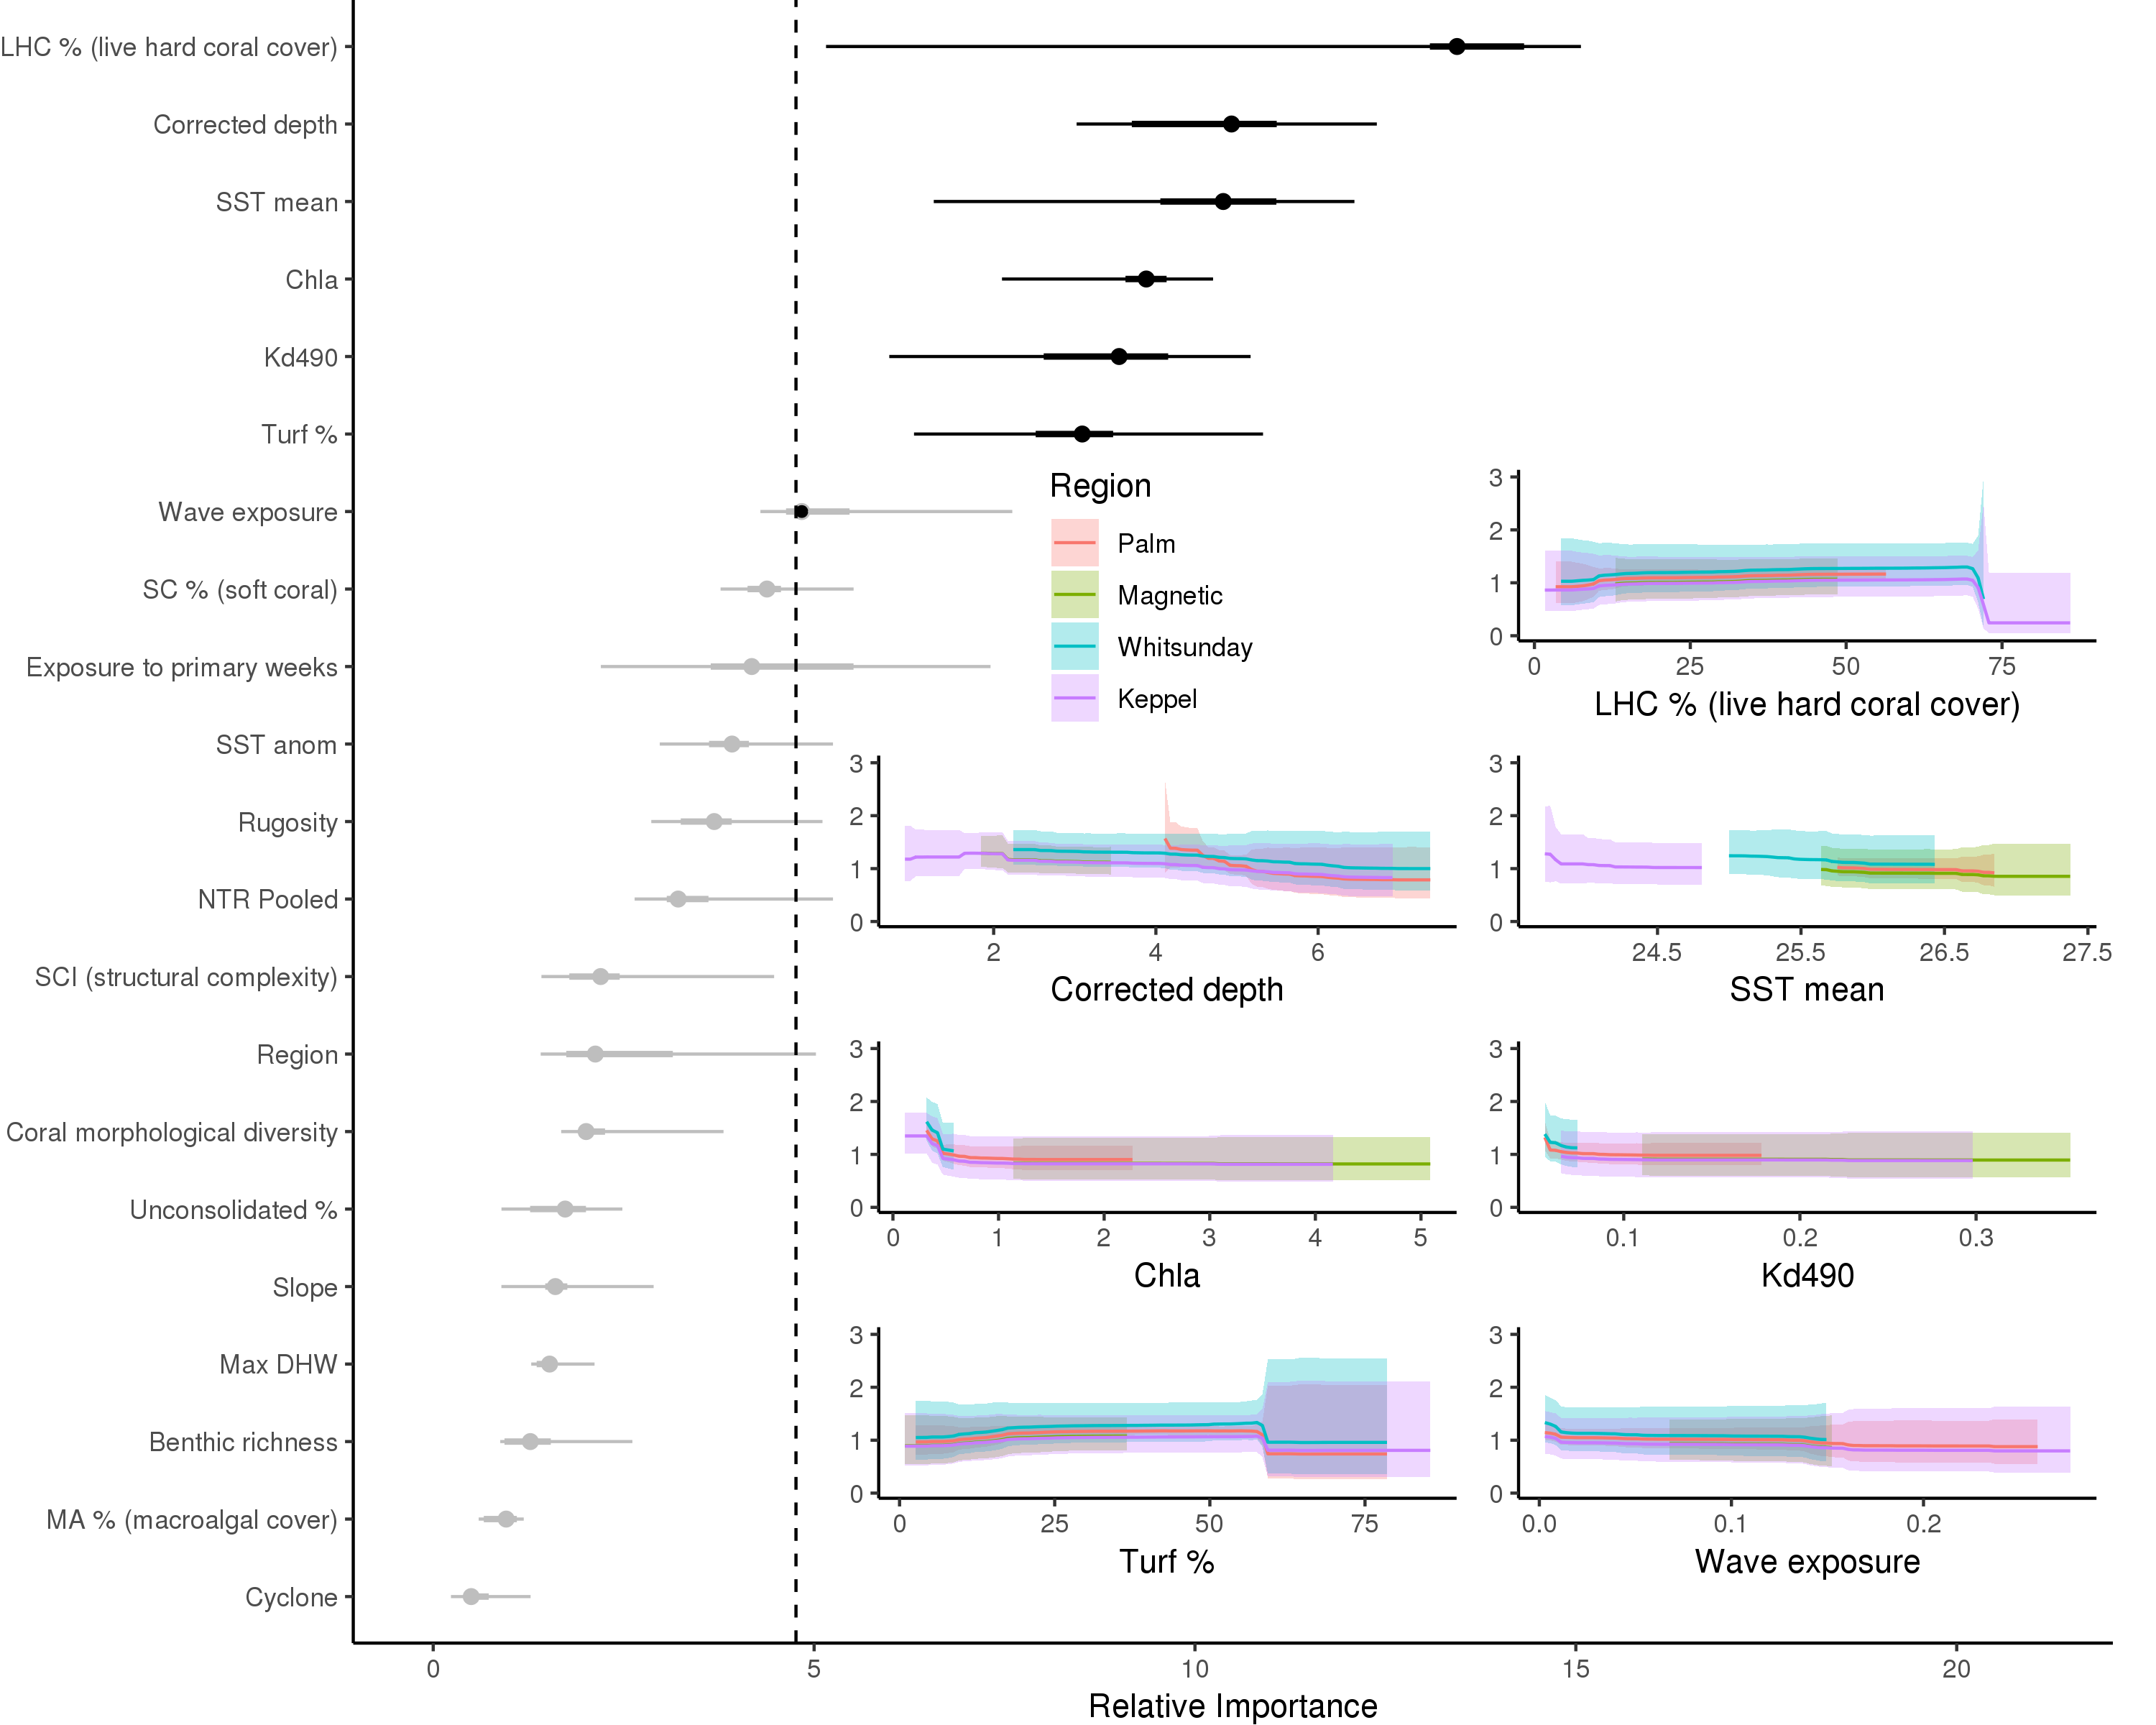 LHC % (live hard coral cover)
Corrected depth
SST mean
Chla
Kd490
Turf %
Wave exposure
SC % (soft coral)
Exposure to primary weeks
SST anom
Rugosity
NTR Pooled
SCI (structural complexity)
Region
Coral morphological diversity
Unconsolidated %
Slope
Max DHW
Benthic richness
MA % (macroalgal cover)
Cyclone
0 5 10 15 20
Relative Importance
Region
Palm
Magnetic
Whitsunday
Keppel
3
2
1
0
0 25 50 75
LHC % (live hard coral cover)
3
2
1
0
2 4 6
Corrected depth
3
2
1
0
24.5 25.5 26.5 27.5
SST mean
3
2
1
0
0 1 2 3 4 5
Chla
3
2
1
0
0.1 0.2 0.3
Kd490
3
2
1
0
0 25 50 75
Turf %
3
2
1
0
0.0 0.1 0.2
Wave exposure